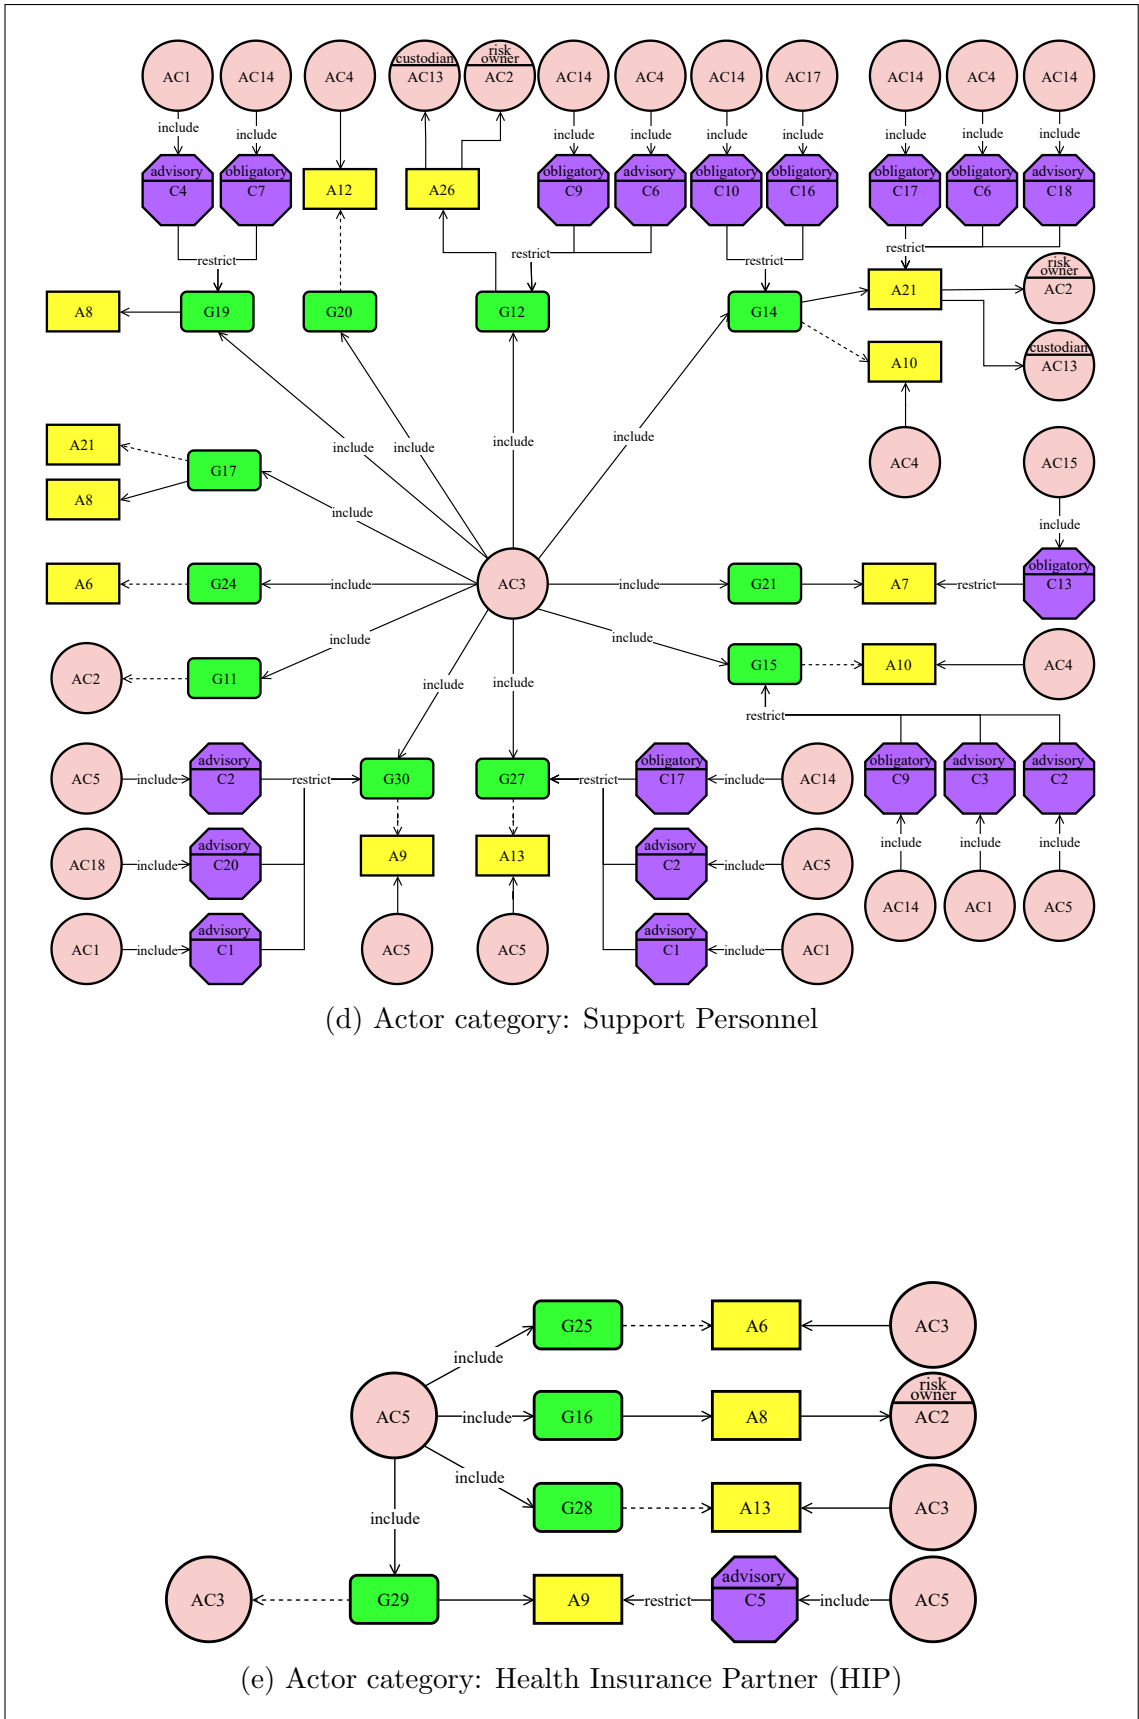 AC1 AC14 AC4 custodian AC13 risk owner AC2 AC14 AC4 AC14 AC17 AC14 AC4 AC14
include include include include include include include include include
advisory C4 obligatory C7 A12 A26 obligatory C9 advisory C6 obligatory C10 obligatory C16 obligatory C17 obligatory C6 advisory C18
restrict restrict restrict restrict
A8 G19 G20 G12 G14 A21 risk owner AC2
A10 custodian AC13
include include include include
A21 G17 AC4 AC15
A8 include include
A6 G24 include AC3 include G21 A7 restrict obligatory C13
include include
AC2 G11 G15 A10 AC4
include include
restrict
AC5 include advisory C2 restrict G30 G27 restrict obligatory C17 include AC14 obligatory C9 advisory C3 advisory C2
include include include
AC18 include advisory C20 A9 A13 advisory C2 include AC5
AC14 AC1 AC5
AC1 include advisory C1 AC5 AC5 advisory C1 include AC1
(d) Actor category: Support Personnel
G25 A6 AC3
include
AC5 include G16 A8 risk owner AC2
include
G28 A13 AC3
include
AC3 G29 A9 restrict advisory C5 include AC5
(e) Actor category: Health Insurance Partner (HIP)